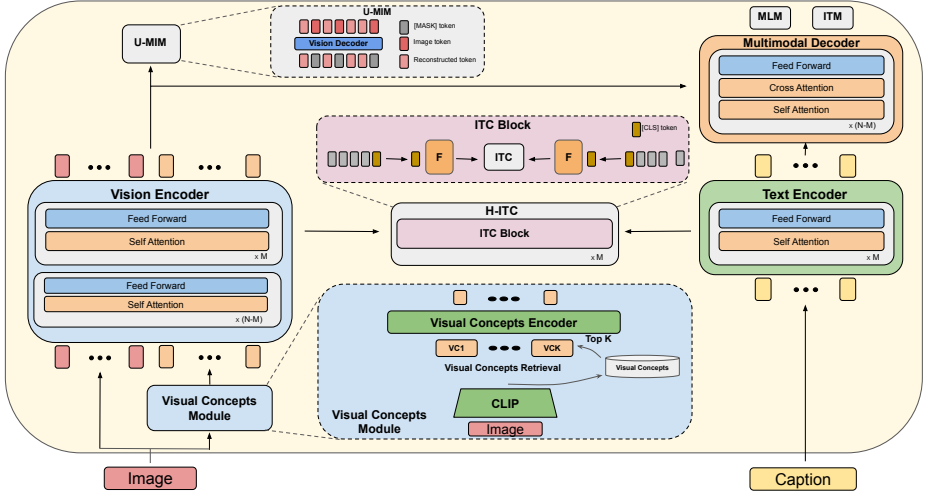 U-MIM
U-MIM
[MASK] token
Image token
Reconstructed token
Vision Decoder
MLM
ITM
Multimodal Decoder
Feed Forward
Cross Attention
Self Attention
x (N-M)
ITC Block
[CLS] token
F
ITC
F
Vision Encoder
Feed Forward
Self Attention
x M
Feed Forward
Self Attention
x (N-M)
H-ITC
ITC Block
x M
Text Encoder
Feed Forward
Self Attention
x M
Visual Concepts Encoder
Top K
VC1
VCK
Visual Concepts Retrieval
Visual Concepts
CLIP
Image
Visual Concepts
Module
Visual Concepts
Module
Image
Caption